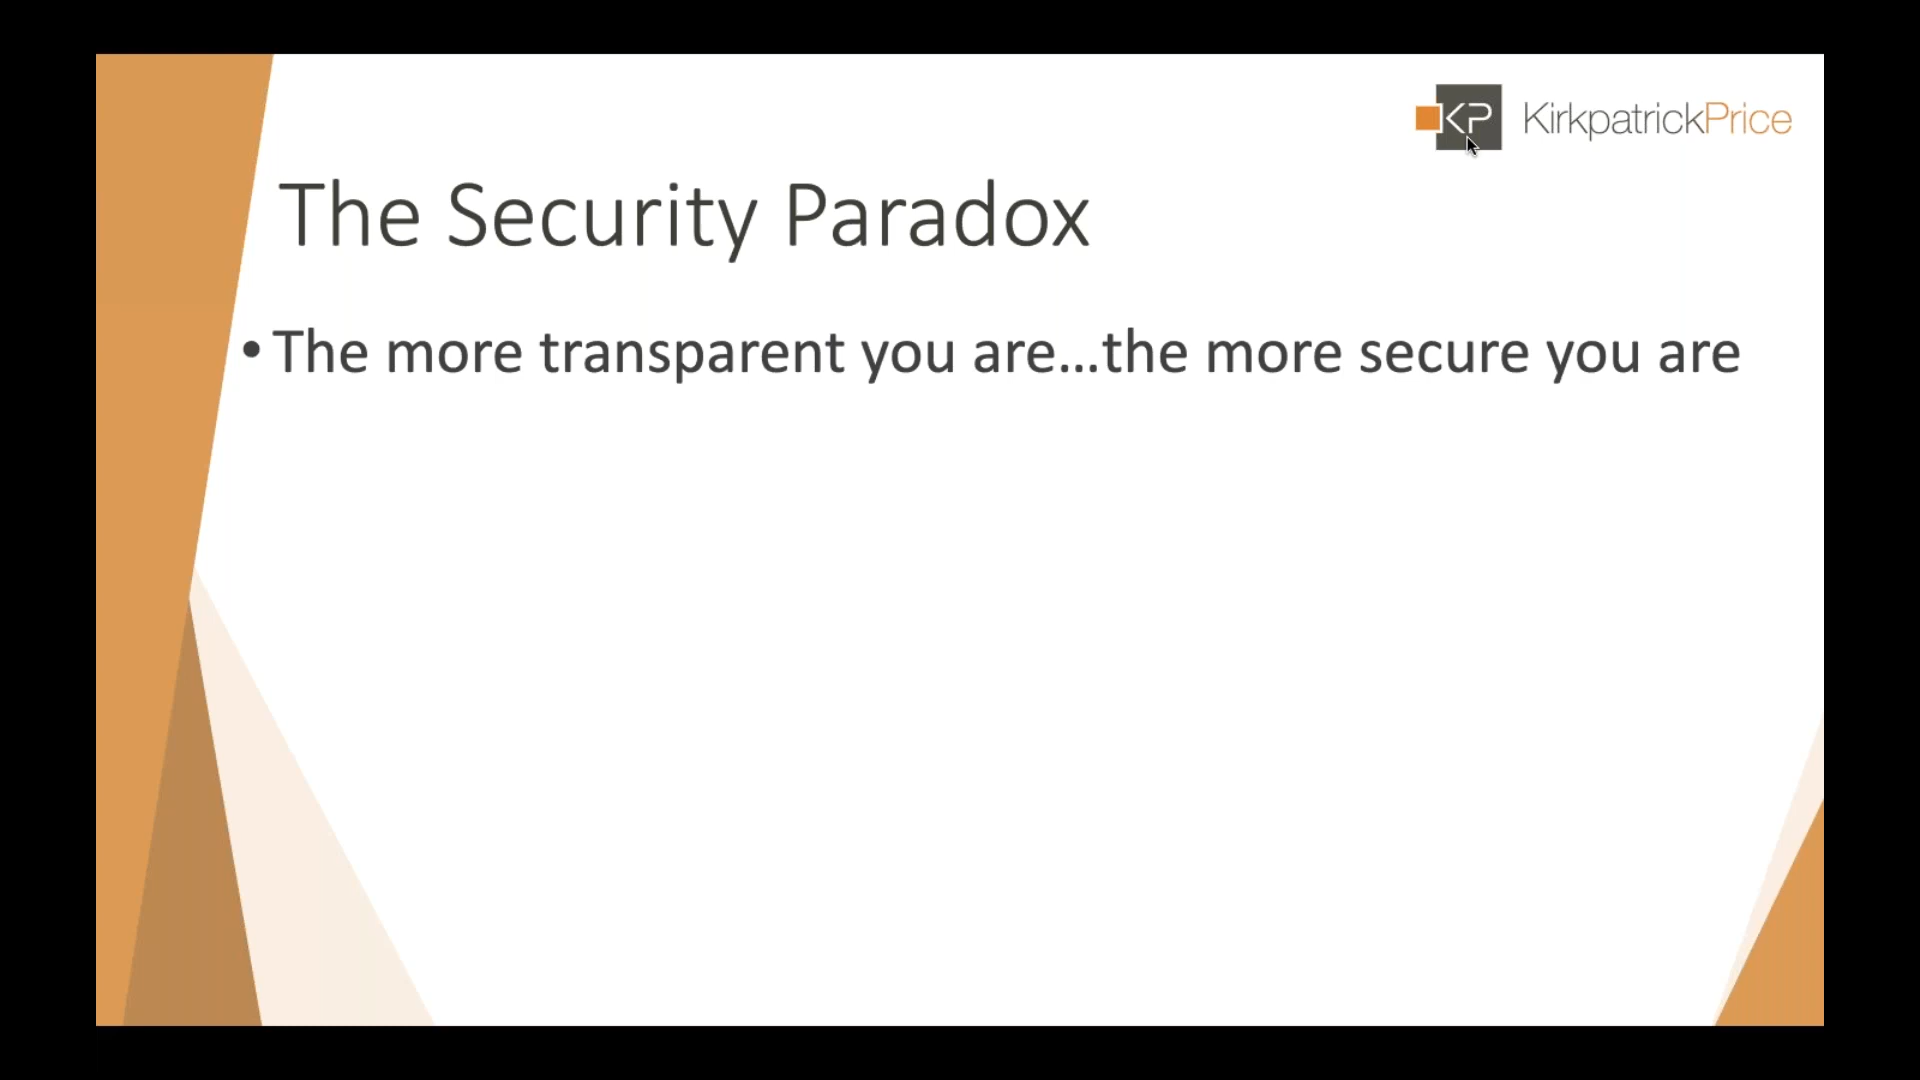 KP KirkpatrickPrice
The Security Paradox
• The more transparent you are...the more secure you are